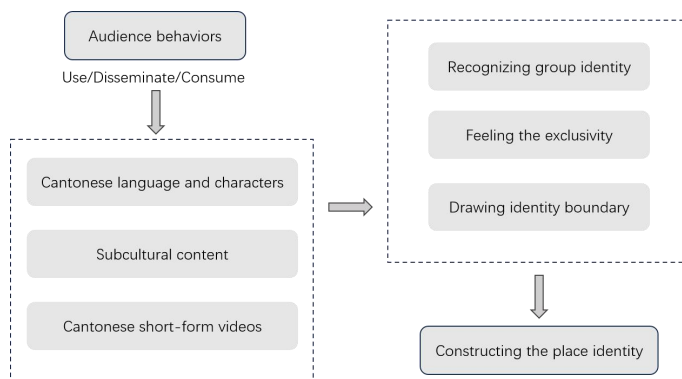 Audience behaviors
Use/Disseminate/Consume
Cantonese language and characters
Subcultural content
Cantonese short-form videos
Recognizing group identity
Feeling the exclusivity
Drawing identity boundary
Constructing the place identity